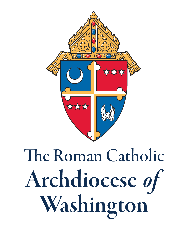 The Roman Catholic
Archdiocese of
Washington